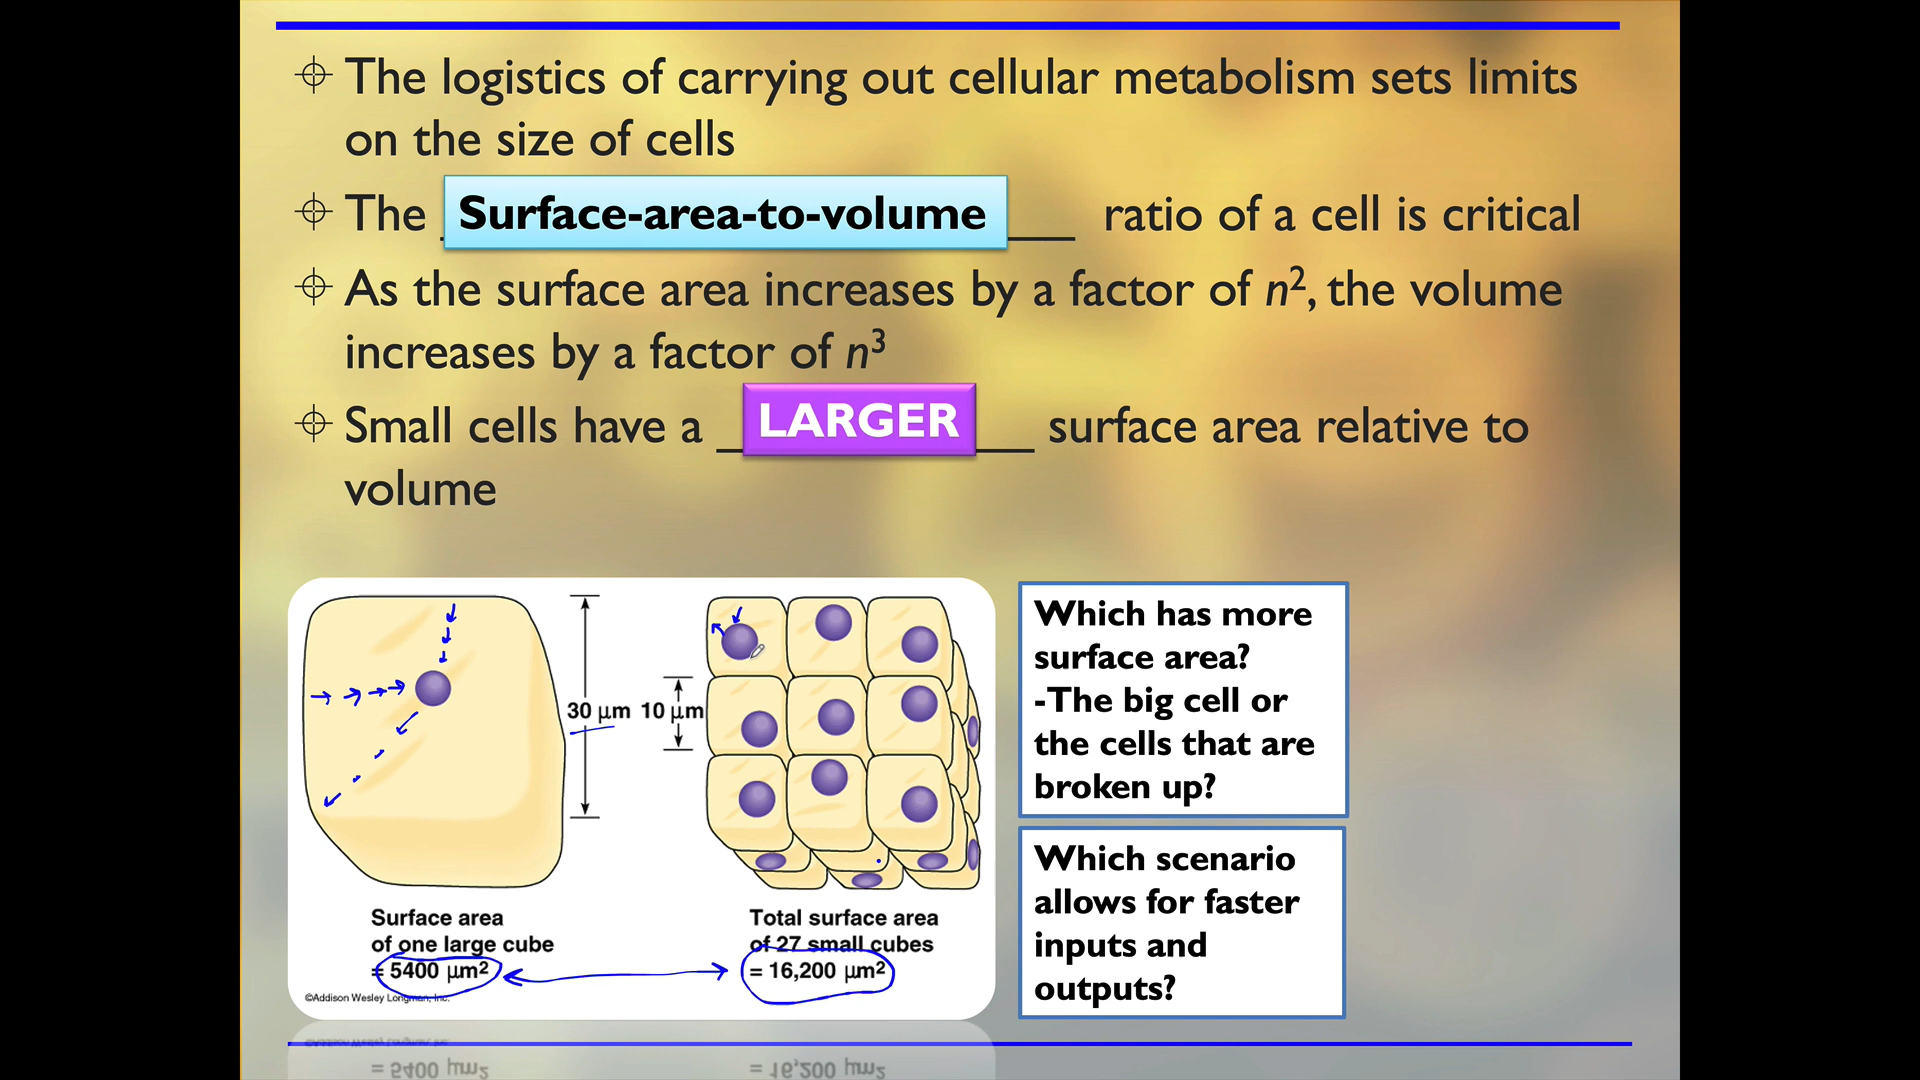 The logistics of carrying out cellular metabolism sets limits
on the size of cells
The Surface-area-to-volume ___ ratio of a cell is critical
As the surface area increases by a factor of n², the volume
increases by a factor of n³
Small cells have a _LARGER__ surface area relative to
volume
30 µm 10 µm
Surface area
of one large cube
= 5400 µm²
Total surface area
of 27 small cubes
= 16,200 µm²
©Addison Wesley Longman, Inc.
Which has more
surface area?
-The big cell or
the cells that are
broken up?
Which scenario
allows for faster
inputs and
outputs?